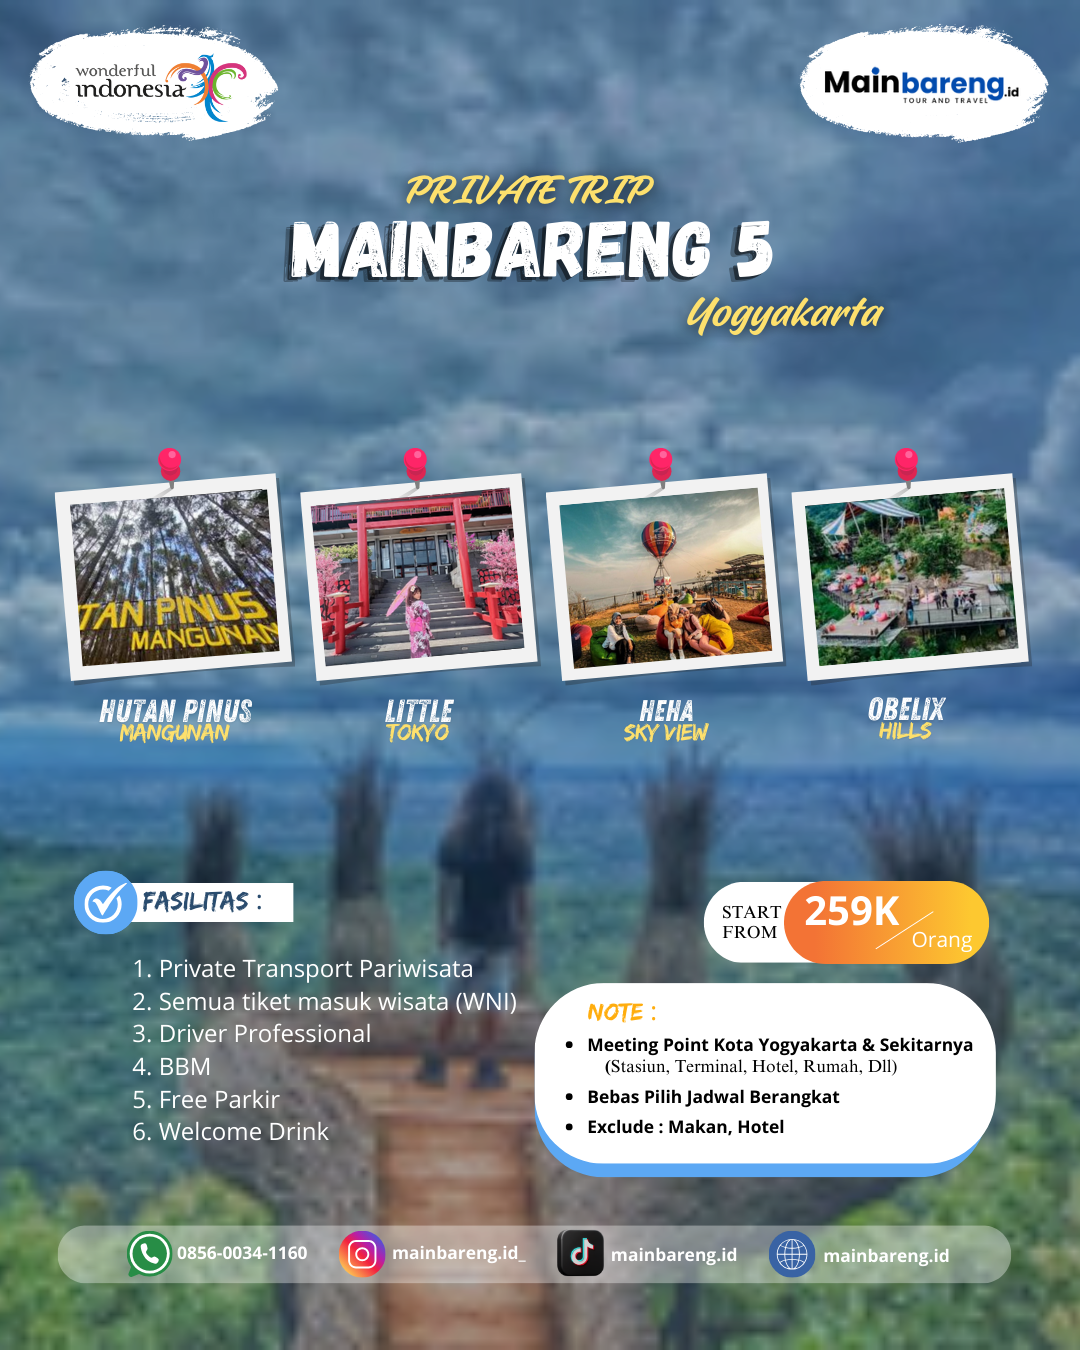 wonderful
indonesia
Mainbareng.id
TOUR AND TRAVEL
PRIVATE TRIP
MAINBARENG 5
Yogyakarta
TAN PINUS
MANGUNAN
HUTAN PINUS
MANGUNAN
LITTLE
TOKYO
HEHA
SKY VIEW
OBELIX
HILLS
FASILITAS :
1. Private Transport Pariwisata
2. Semua tiket masuk wisata (WNI)
3. Driver Professional
4. BBM
5. Free Parkir
6. Welcome Drink
START
FROM
259K
Orang
NOTE :
• Meeting Point Kota Yogyakarta & Sekitarnya
(Stasiun, Terminal, Hotel, Rumah, Dll)
• Bebas Pilih Jadwal Berangkat
• Exclude : Makan, Hotel
0856-0034-1160
mainbareng.id_
mainbareng.id
mainbareng.id